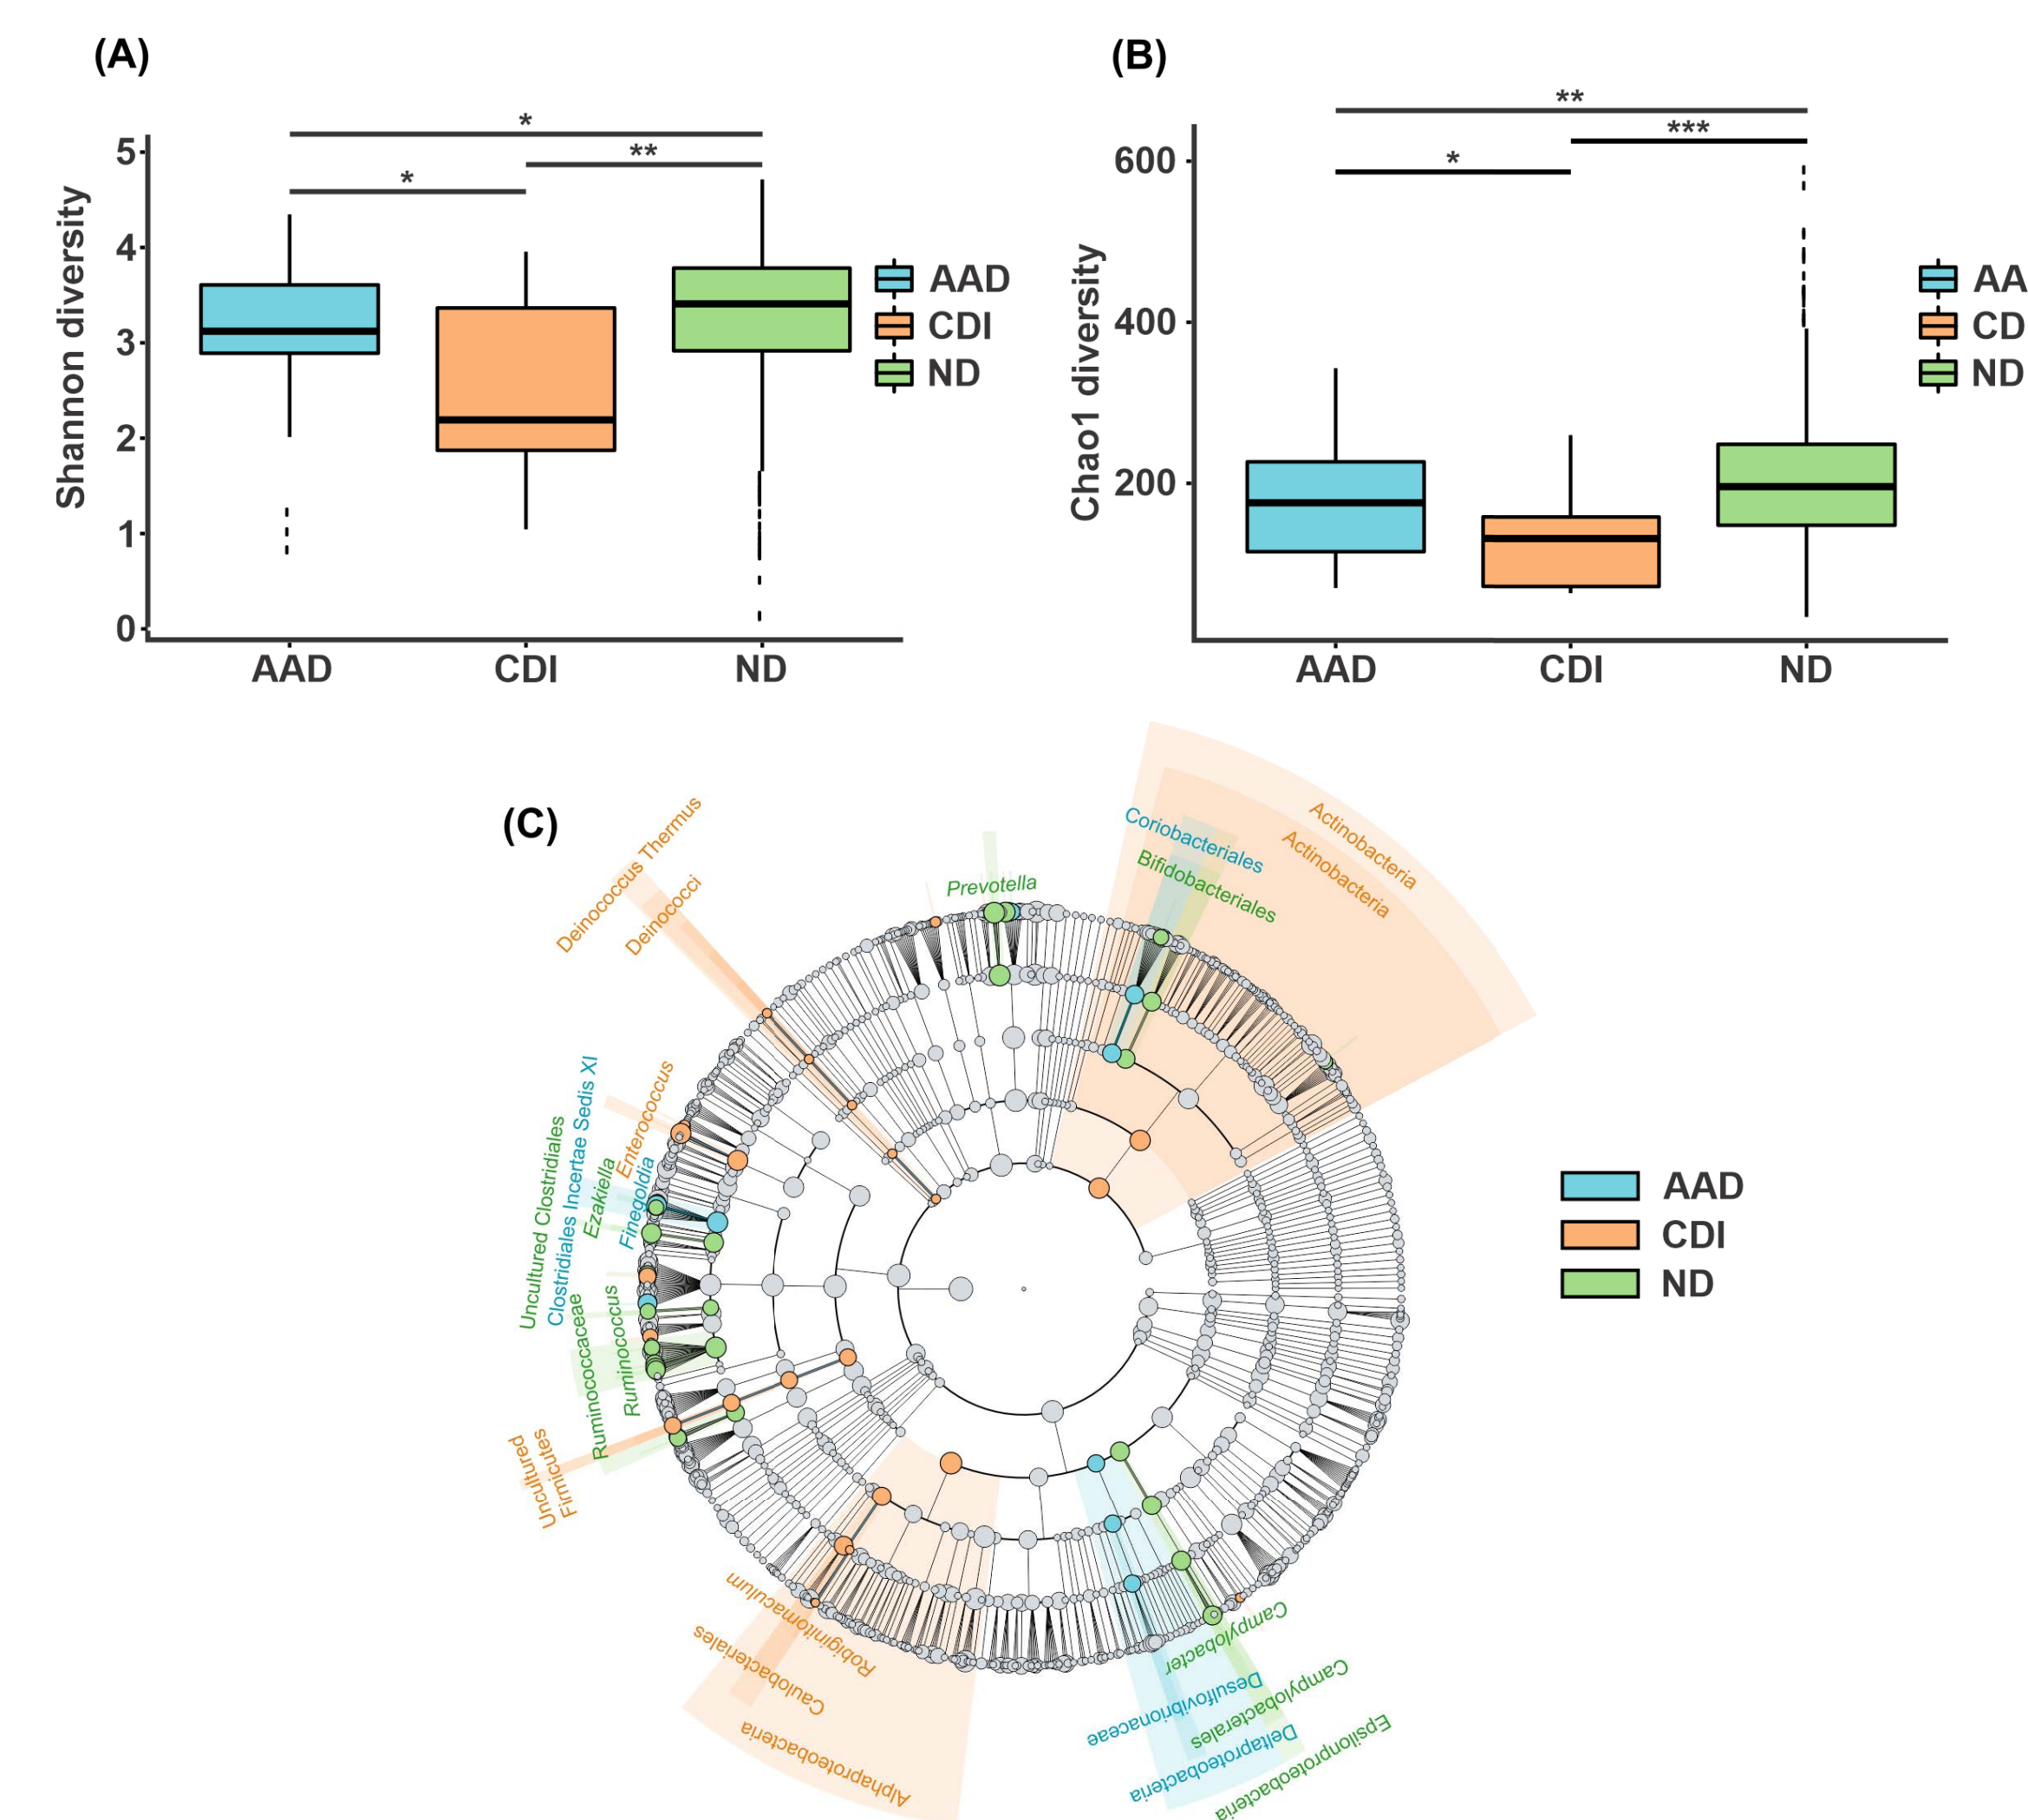 (A)
*
**
*
5
4
3
2
1
0
Shannon diversity
AAD
CDI
ND
AAD
CDI
ND
(B)
**
***
*
600
400
200
Chao1 diversity
AAD
CDI
ND
AA
CD
ND
(C)
Deinococcus Thermus
Deinococci
Prevotella
Coriobacteriales
Bifidobacteriales
Actinobacteria
Actinobacteria
Uncultured Clostridiales
Clostridiales Incertae Sedis XI
Ezakiella
Enterococcus
Finegoldia
Ruminococcaceae
Ruminococcus
Uncultured
Firmicutes
Robiginitomaculum
Caulobacteriales
Alphaproteobacteria
Campylobacter
Desulfovibrionaceae
Campylobacterales
Deltaproteobacteria
Epsilonproteobacteria
AAD
CDI
ND